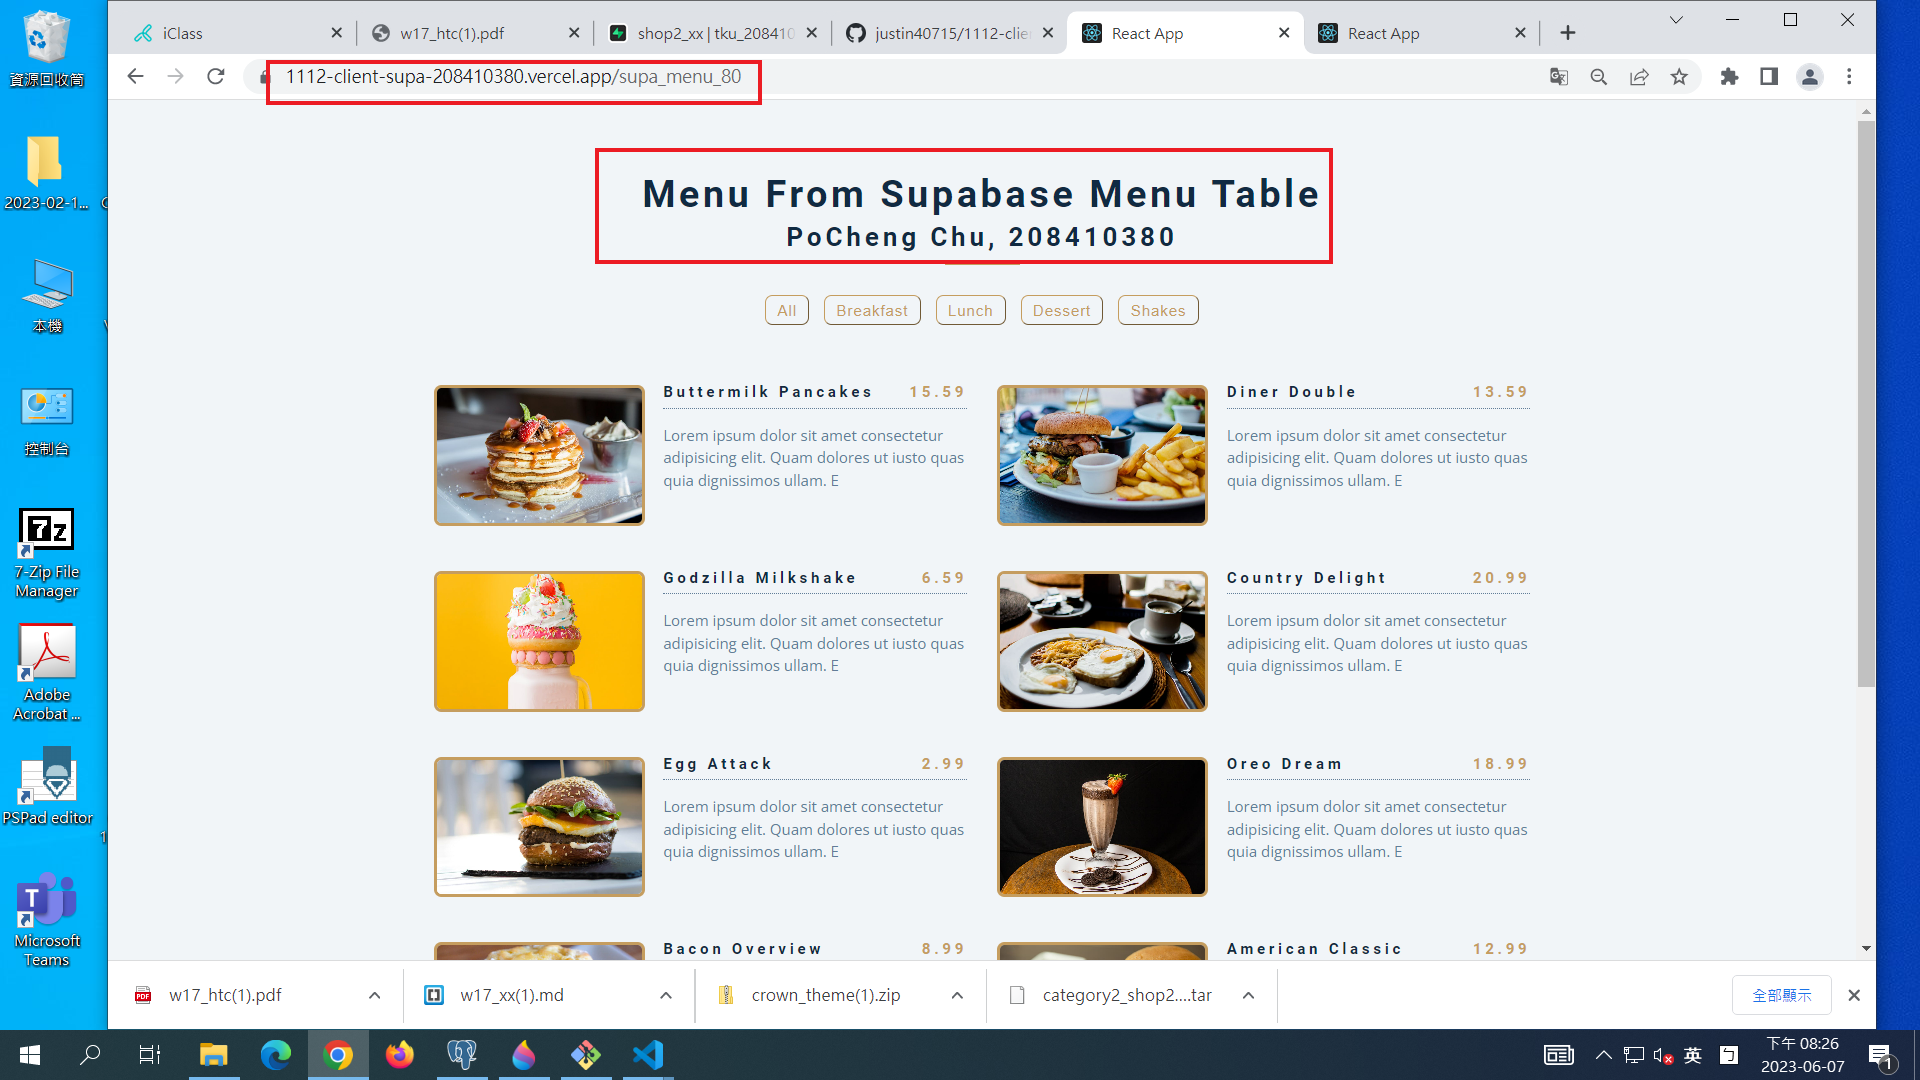 iClass
w17_htc(1).pdf
shop2_xx | tku_208410
justin40715/1112-clie
React App
React App
1112-client-supa-208410380.vercel.app/supa_menu_80
資源回收筒
2023-02-1...
本機
控制台
7-Zip File
Manager
Adobe
Acrobat ...
PSPad editor
Microsoft
Teams
Menu From Supabase Menu Table
PoCheng Chu, 208410380
All
Breakfast
Lunch
Dessert
Shakes
Buttermilk Pancakes 15.59
Lorem ipsum dolor sit amet consectetur
adipisicing elit. Quam dolores ut iusto quas
quia dignissimos ullam. E
Diner Double 13.59
Lorem ipsum dolor sit amet consectetur
adipisicing elit. Quam dolores ut iusto quas
quia dignissimos ullam. E
Godzilla Milkshake 6.59
Lorem ipsum dolor sit amet consectetur
adipisicing elit. Quam dolores ut iusto quas
quia dignissimos ullam. E
Country Delight 20.99
Lorem ipsum dolor sit amet consectetur
adipisicing elit. Quam dolores ut iusto quas
quia dignissimos ullam. E
Egg Attack 2.99
Lorem ipsum dolor sit amet consectetur
adipisicing elit. Quam dolores ut iusto quas
quia dignissimos ullam. E
Oreo Dream 18.99
Lorem ipsum dolor sit amet consectetur
adipisicing elit. Quam dolores ut iusto quas
quia dignissimos ullam. E
Bacon Overview 8.99
American Classic 12.99
w17_htc(1).pdf
w17_xx(1).md
crown_theme(1).zip
category2_shop2....tar
全部顯示
英
ㄅ
下午 08:26
2023-06-07
1